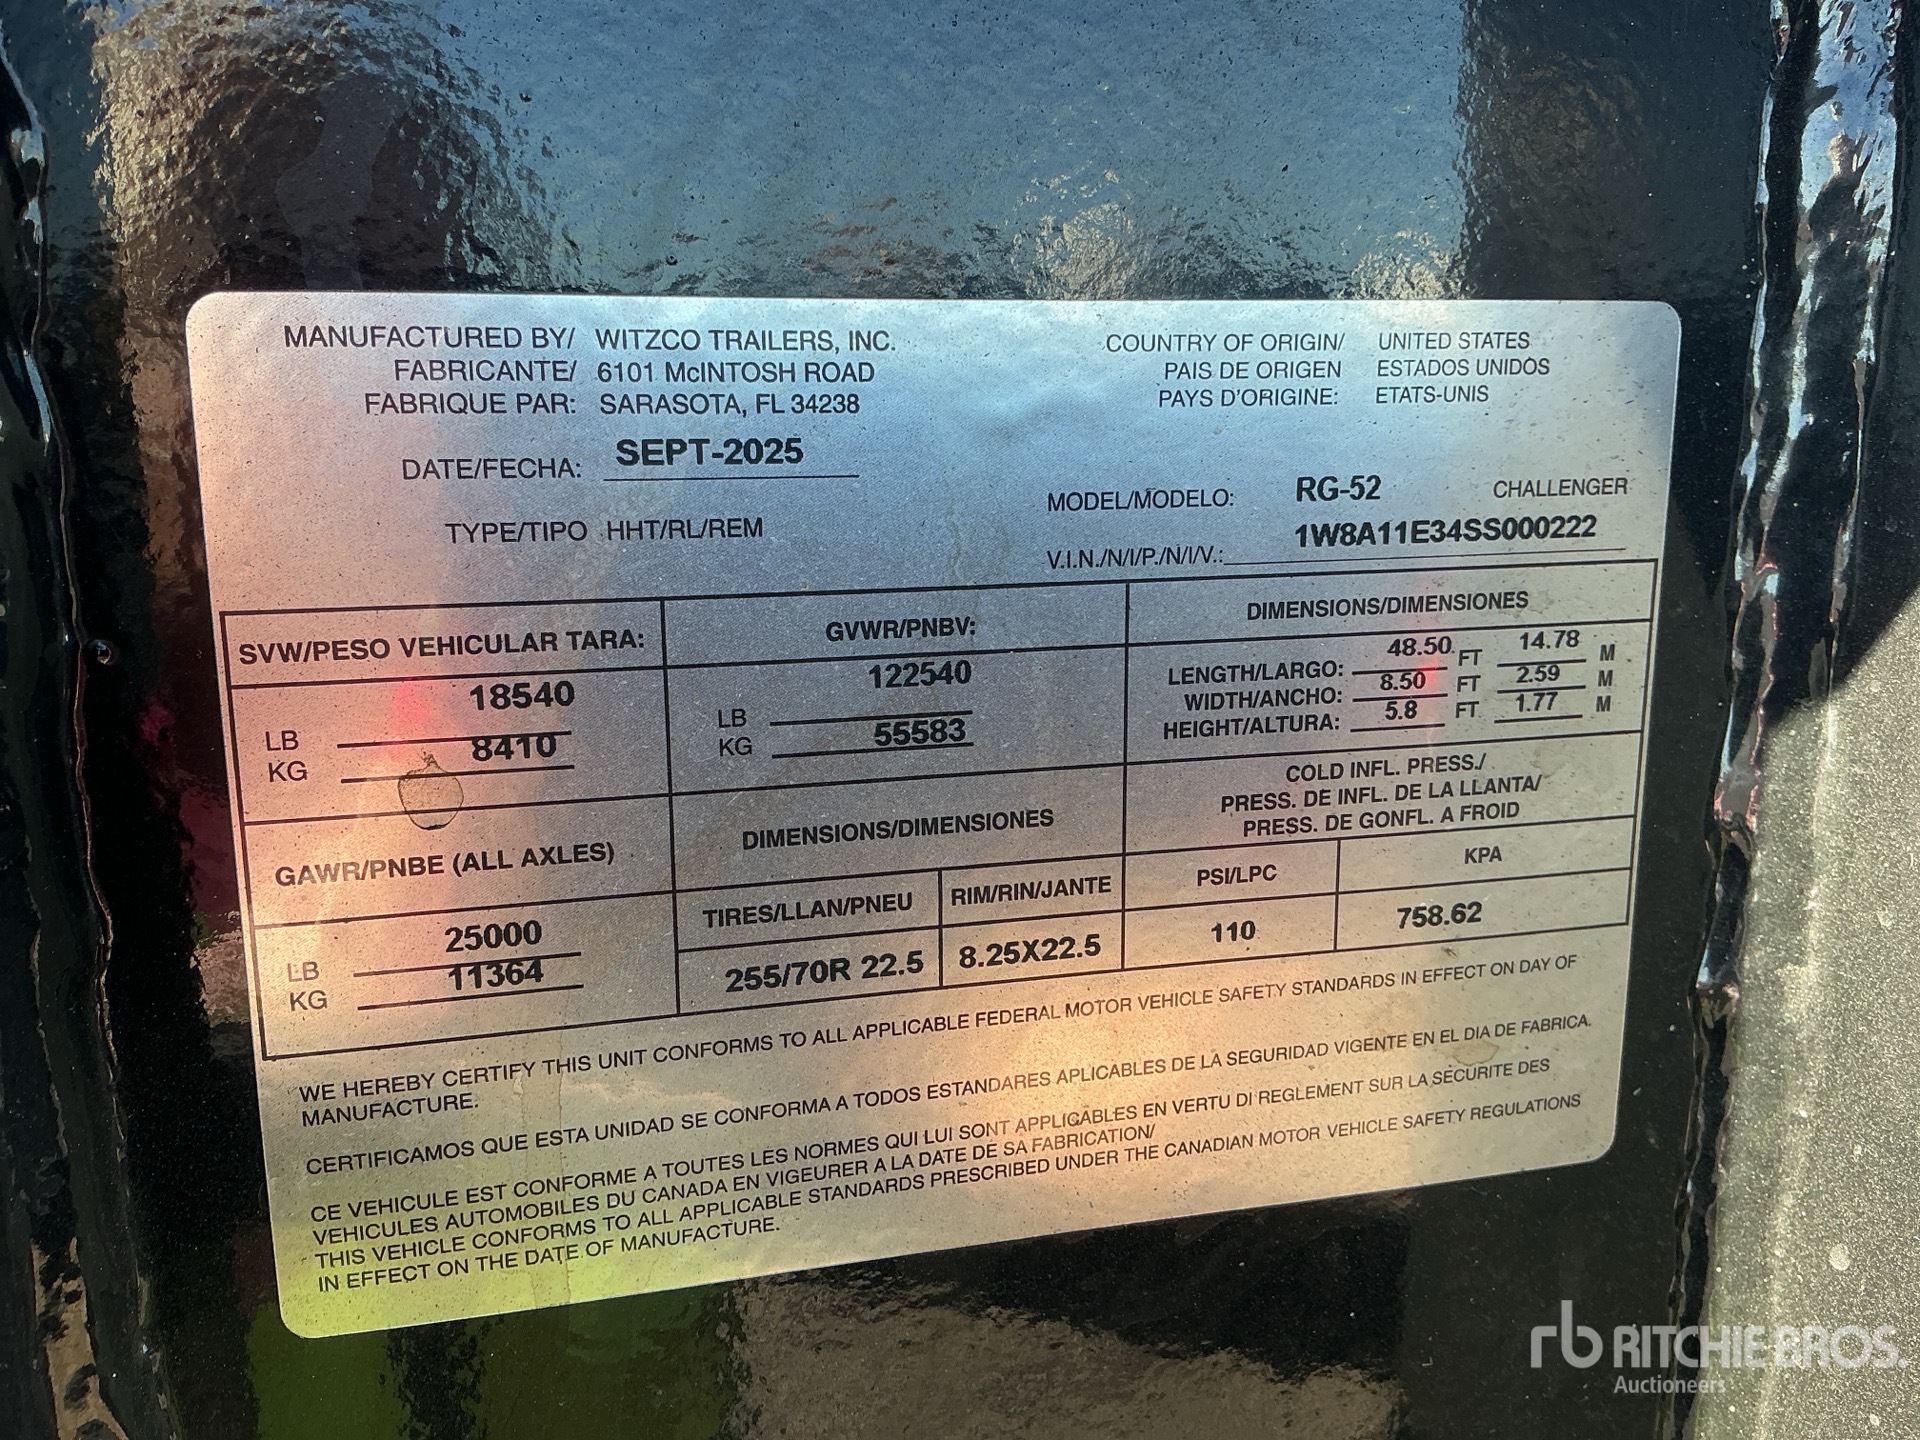 MANUFACTURED BY/ WITZCO TRAILERS, INC.
FABRICANTE/ 6101 McINTOSH ROAD
FABRIQUE PAR: SARASOTA, FL 34238
COUNTRY OF ORIGIN/ UNITED STATES
PAIS DE ORIGEN ESTADOS UNIDOS
PAYS D'ORIGINE: ETATS-UNIS
DATE/FECHA: SEPT-2025
MODEL/MODELO: RG-52 CHALLENGER
TYPE/TIPO HHT/RL/REM
V.I.N./N/I/P./N/I/V.: 1W8A11E34SS000222
SVW/PESO VEHICULAR TARA:
LB 18540
KG 8410
GVWR/PNBV:
LB 122540
KG 55583
DIMENSIONS/DIMENSIONES
LENGTH/LARGO: 48.50 FT 14.78 M
WIDTH/ANCHO: 8.50 FT 2.59 M
HEIGHT/ALTURA: 5.8 FT 1.77 M
GAWR/PNBE (ALL AXLES)
LB 25000
KG 11364
DIMENSIONS/DIMENSIONES
TIRES/LLAN/PNEU RIM/RIN/JANTE
255/70R 22.5 8.25X22.5
COLD INFL. PRESS./
PRESS. DE INFL. DE LA LLANTA/
PRESS. DE GONFL. A FROID
PSI/LPC KPA
110 758.62
WE HEREBY CERTIFY THIS UNIT CONFORMS TO ALL APPLICABLE FEDERAL MOTOR VEHICLE SAFETY STANDARDS IN EFFECT ON DAY OF
MANUFACTURE.
CERTIFICAMOS QUE ESTA UNIDAD SE CONFORMA A TODOS ESTANDARES APLICABLES DE LA SEGURIDAD VIGENTE EN EL DIA DE FABRICA.
CE VEHICULE EST CONFORME A TOUTES LES NORMES QUI LUI SONT APPLICABLES EN VERTU DI REGLEMENT SUR LA SECURITE DES
VEHICULES AUTOMOBILES DU CANADA EN VIGEURER A LA DATE DE SA FABRICATION/
THIS VEHICLE CONFORMS TO ALL APPLICABLE STANDARDS PRESCRIBED UNDER THE CANADIAN MOTOR VEHICLE SAFETY REGULATIONS
IN EFFECT ON THE DATE OF MANUFACTURE.
rb RITCHIE BROS.
Auctioneers